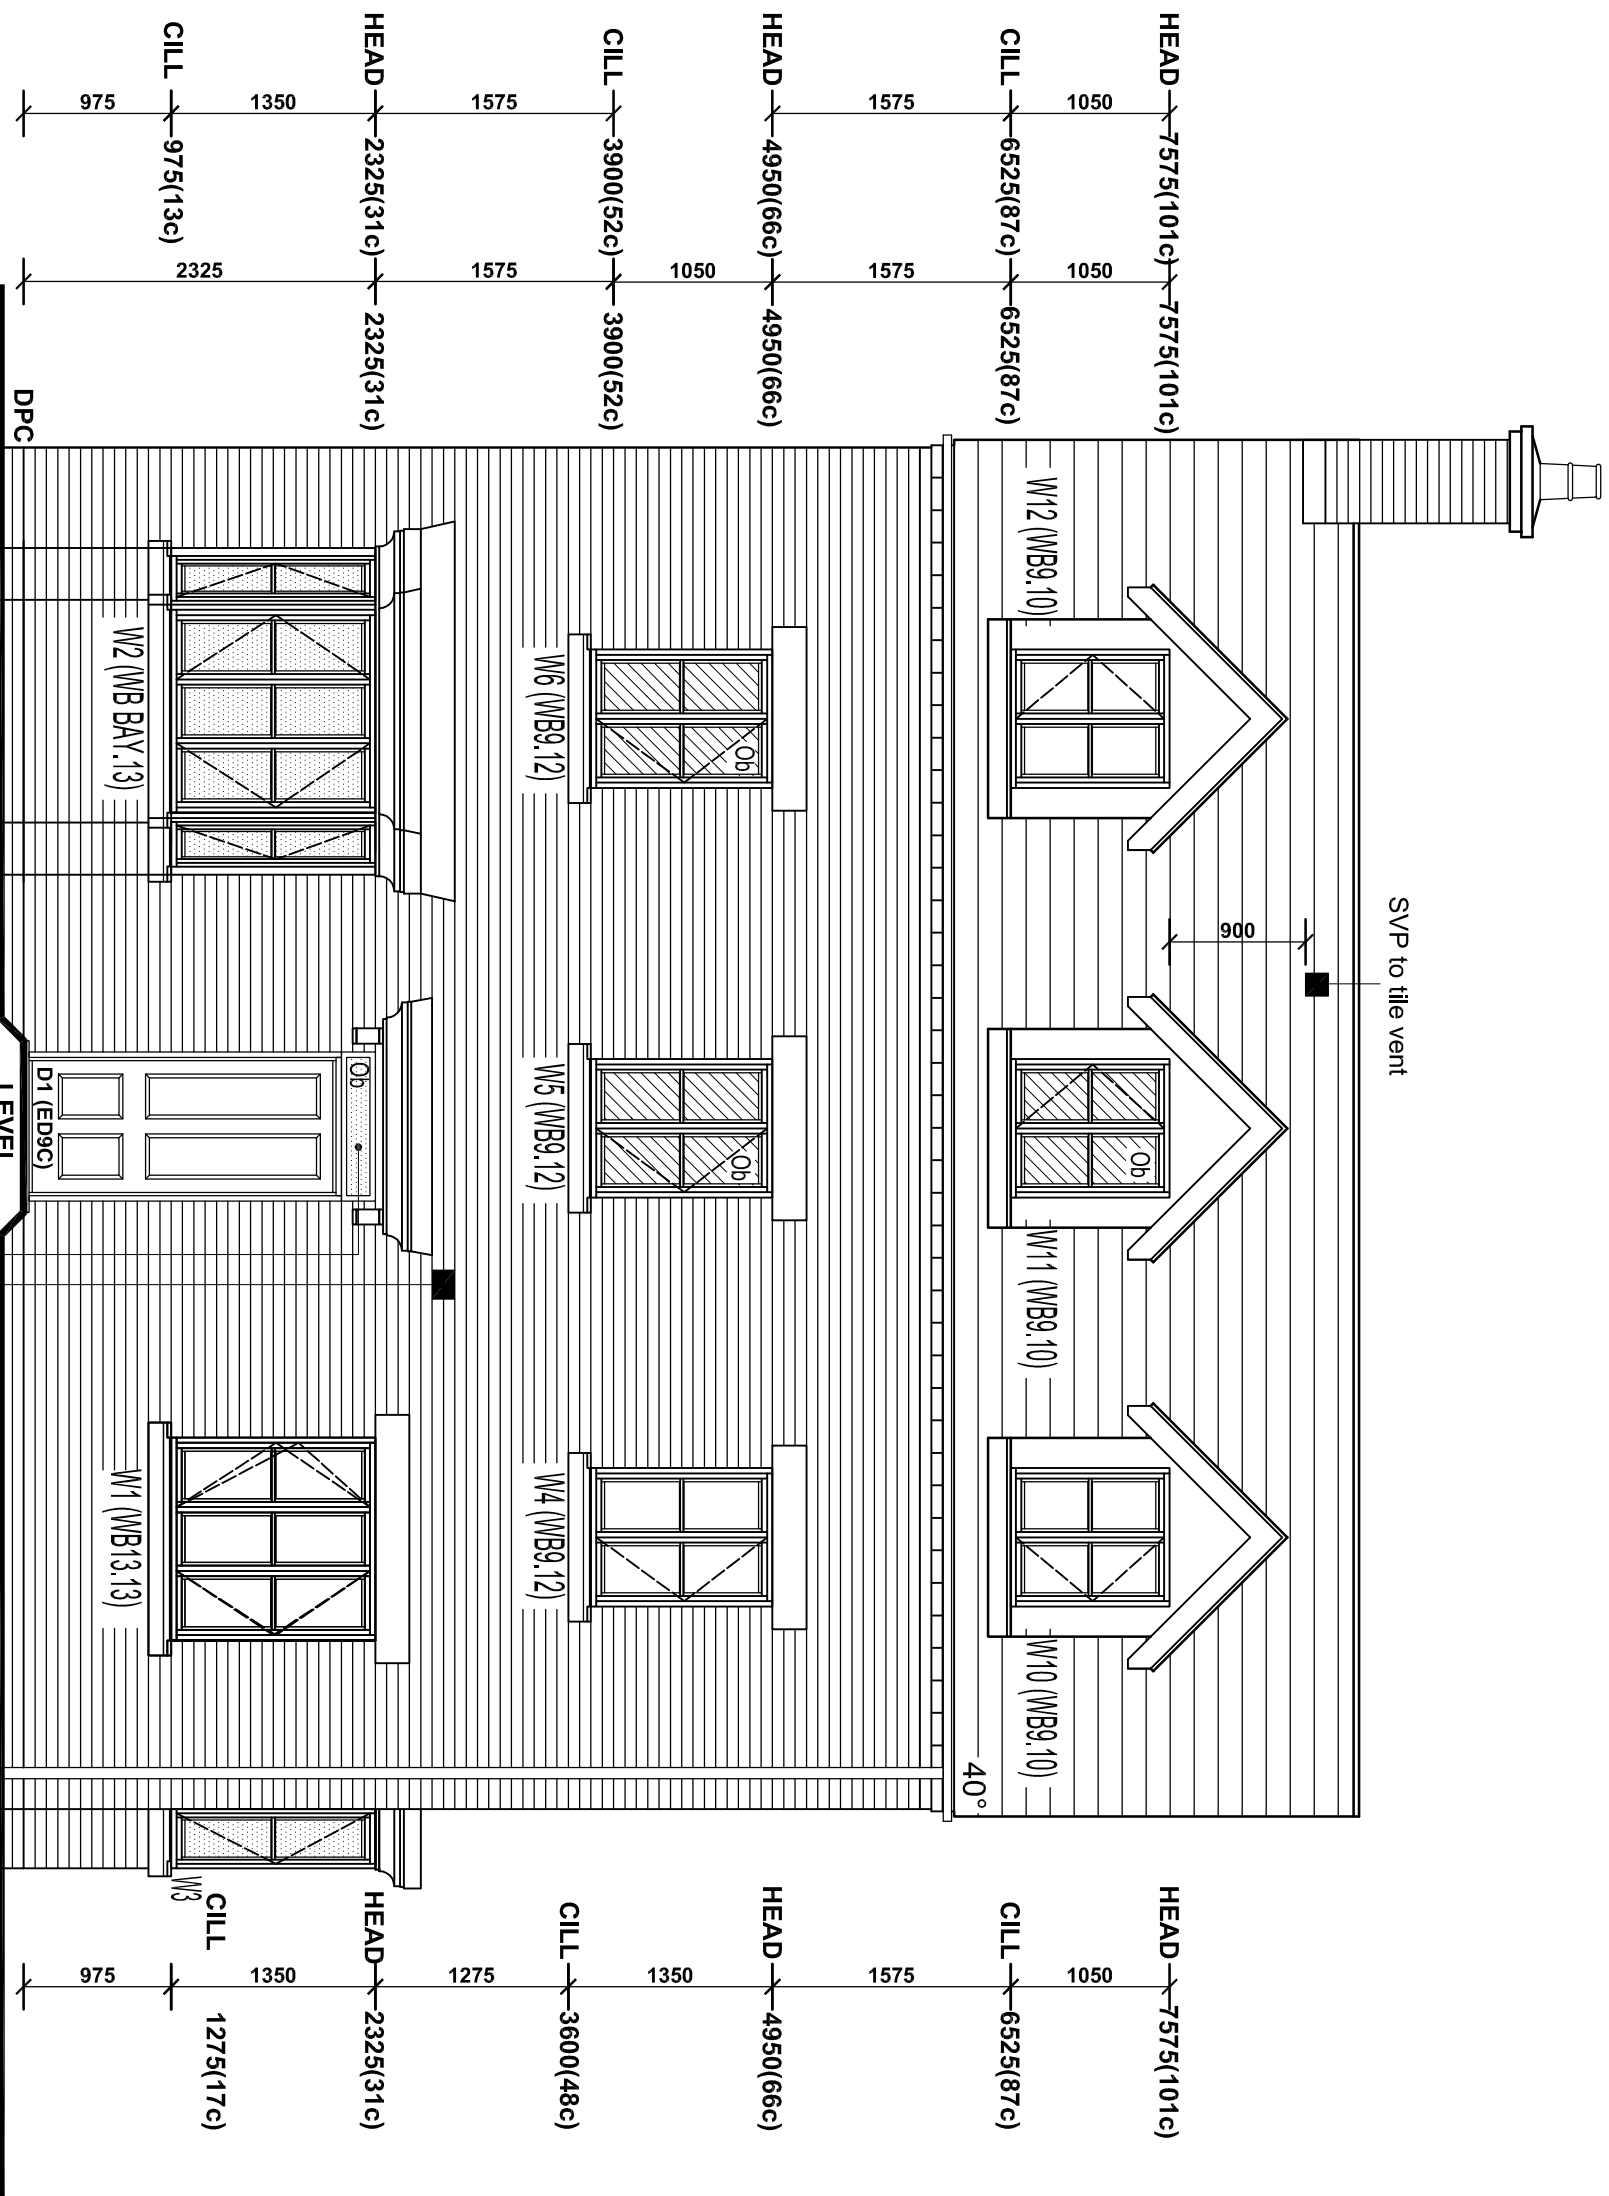 SVP to tile vent
HEAD
1050
7575(101c)
1050
7575(101c)
900
HEAD
1050
7575(101c)
CILL
6525(87c)
6525(87c)
W12 (WB9.10)
Ob
W11 (WB9.10)
W10 (WB9.10)
CILL
6525(87c)
40°
1575
1575
1575
HEAD
4950(66c)
4950(66c)
HEAD
4950(66c)
1050
Ob
Ob
1350
CILL
3900(52c)
3900(52c)
W6 (WB9.12)
W5 (WB9.12)
W4 (WB9.12)
CILL
3600(48c)
1575
1575
1275
HEAD
2325(31c)
2325(31c)
Ob
HEAD
2325(31c)
1350
2325
1350
CILL
1275(17c)
W3
CILL
975(13c)
W2 (WB BAY.13)
W1 (WB13.13)
975
975
D1 (ED9C)
DPC